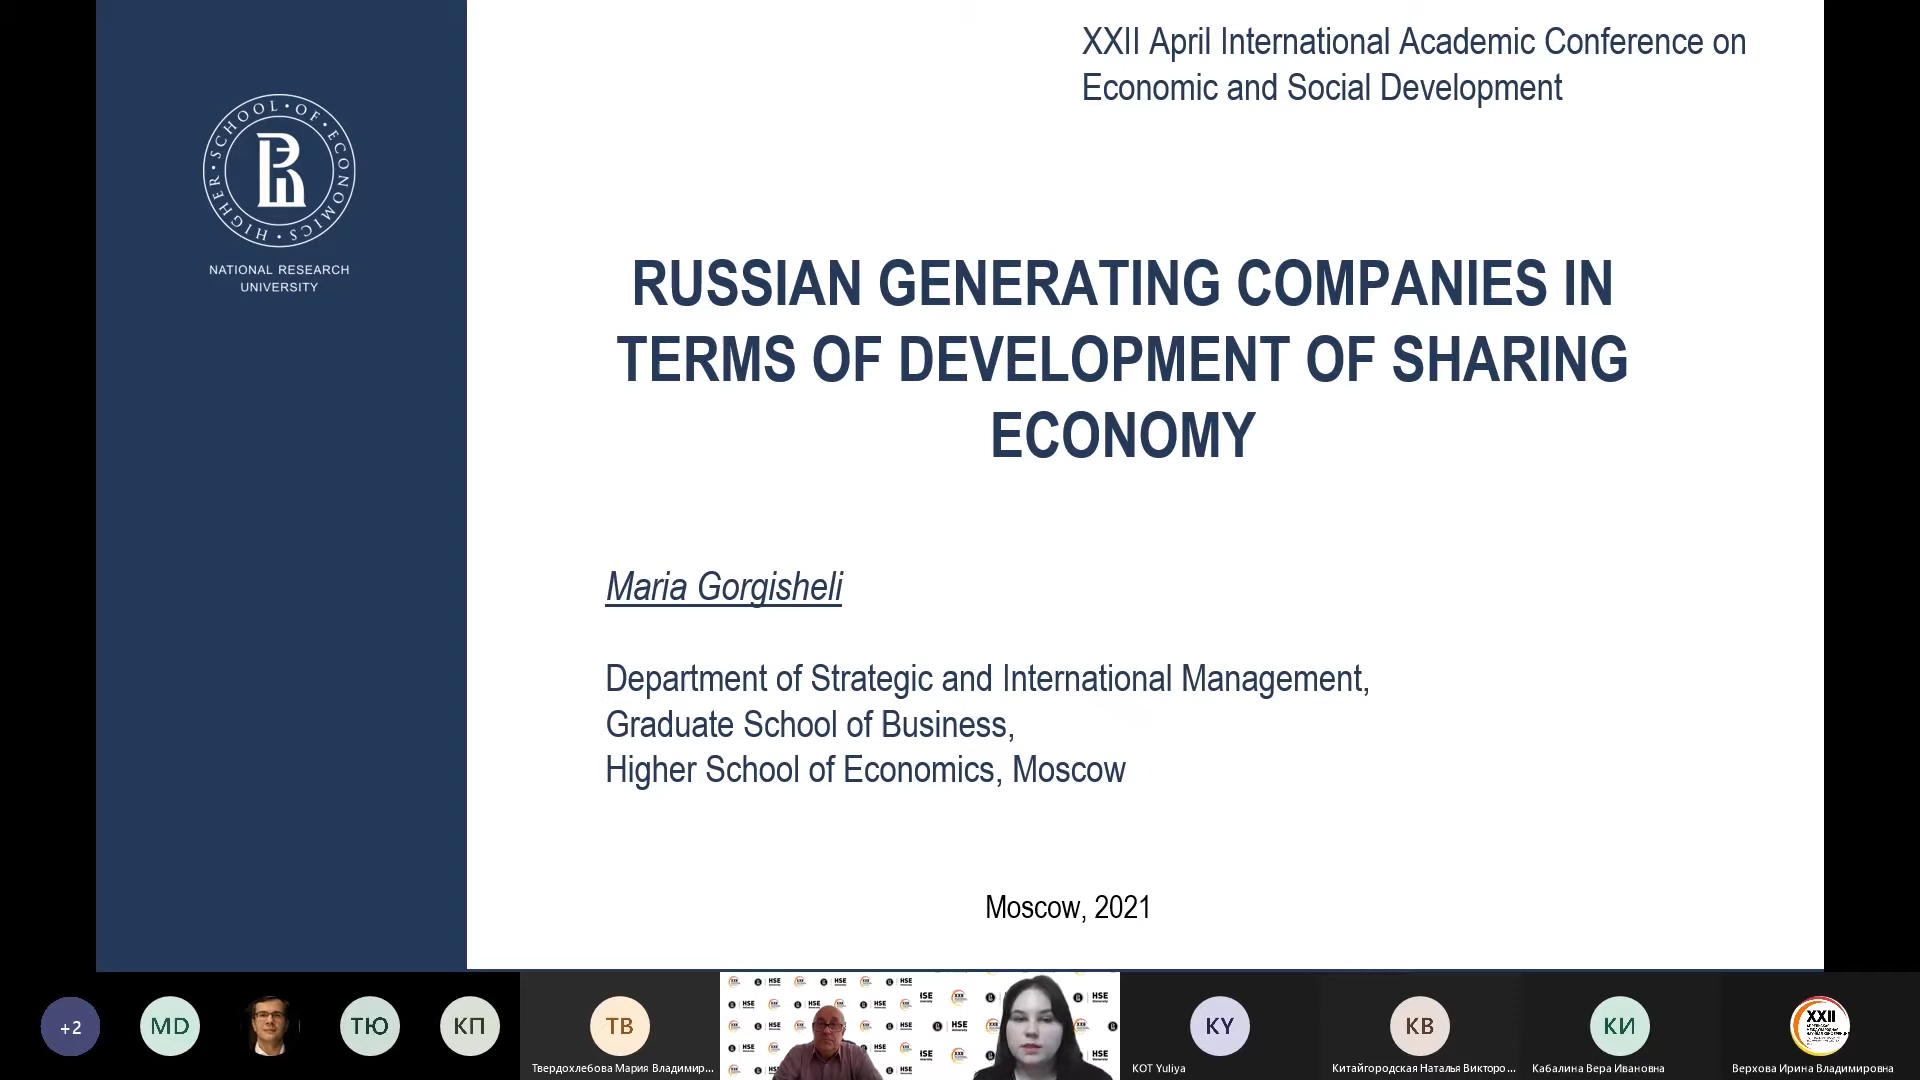 XXII April International Academic Conference on
Economic and Social Development
HIGHER · SCHOOL · OF · ECONOMICS ·
NATIONAL RESEARCH
UNIVERSITY
RUSSIAN GENERATING COMPANIES IN
TERMS OF DEVELOPMENT OF SHARING
ECONOMY
Maria Gorgisheli
Department of Strategic and International Management,
Graduate School of Business,
Higher School of Economics, Moscow
Moscow, 2021
+2
MD
ТЮ
КП
ТВ
Твердохлебова Мария Владимир...
HSE
KY
KOT Yuliya
КВ
Китайгородская Наталья Викторо...
КИ
Кабалина Вера Ивановна
XXII
Верхова Ирина Владимировна